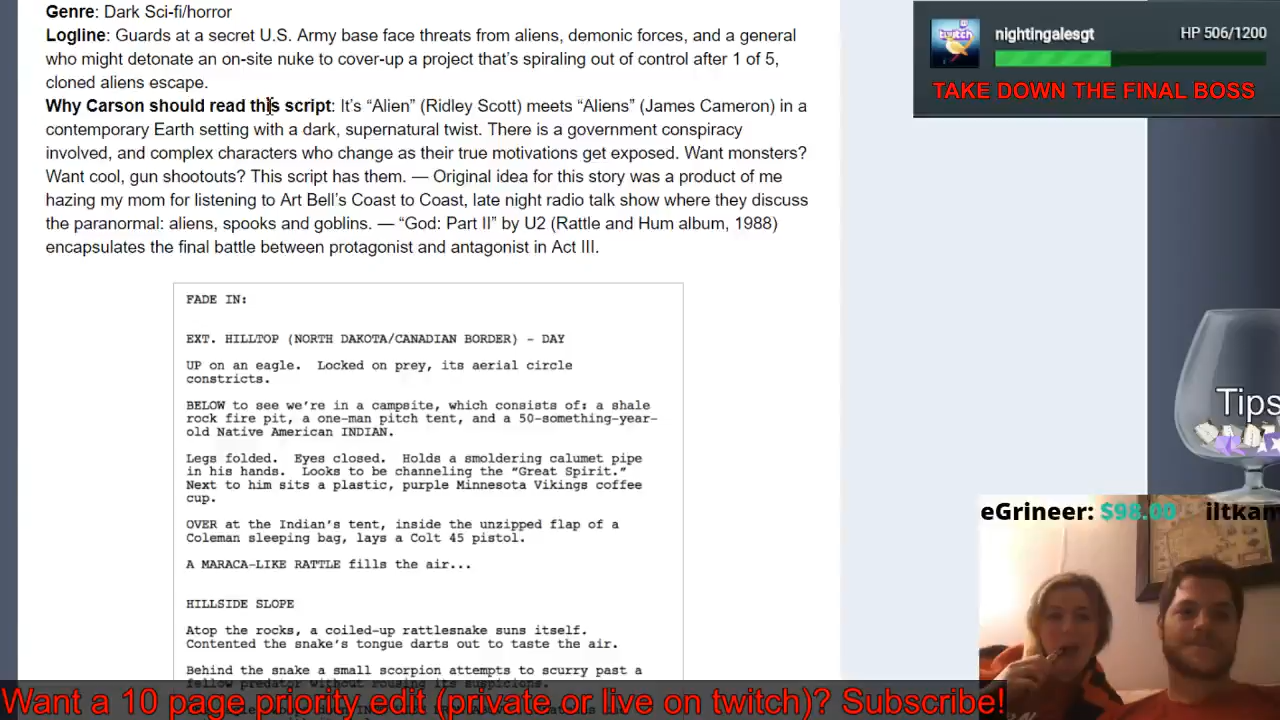 Genre: Dark Sci-fi/horror
Logline: Guards at a secret U.S. Army base face threats from aliens, demonic forces, and a general
who might detonate an on-site nuke to cover-up a project that's spiraling out of control after 1 of 5,
cloned aliens escape.
Why Carson should read this script: It's “Alien” (Ridley Scott) meets “Aliens” (James Cameron) in a
contemporary Earth setting with a dark, supernatural twist. There is a government conspiracy
involved, and complex characters who change as their true motivations get exposed. Want monsters?
Want cool, gun shootouts? This script has them. — Original idea for this story was a product of me
hazing my mom for listening to Art Bell's Coast to Coast, late night radio talk show where they discuss
the paranormal: aliens, spooks and goblins. — “God: Part II” by U2 (Rattle and Hum album, 1988)
encapsulates the final battle between protagonist and antagonist in Act III.
FADE IN:
EXT. HILLTOP (NORTH DAKOTA/CANADIAN BORDER) - DAY
UP on an eagle. Locked on prey, its aerial circle
constricts.
BELOW to see we're in a campsite, which consists of: a shale
rock fire pit, a one-man pitch tent, and a 50-something-year-
old Native American INDIAN.
Legs folded. Eyes closed. Holds a smoldering calumet pipe
in his hands. Looks to be channeling the “Great Spirit.”
Next to him sits a plastic, purple Minnesota Vikings coffee
cup.
OVER at the Indian's tent, inside the unzipped flap of a
Coleman sleeping bag, lays a Colt 45 pistol.
A MARACA-LIKE RATTLE fills the air...
HILLSIDE SLOPE
Atop the rocks, a coiled-up rattlesnake suns itself.
Contented the snake's tongue darts out to taste the air.
Behind the snake a small scorpion attempts to scurry past a
fellow predator without rousing its suspicions.
Want a 10 page priority edit (private or live on twitch)? Subscribe!
twitch
nightingalesgt
HP 506/1200
TAKE DOWN THE FINAL BOSS
Tips
eGrineer: $98.00 iltkam